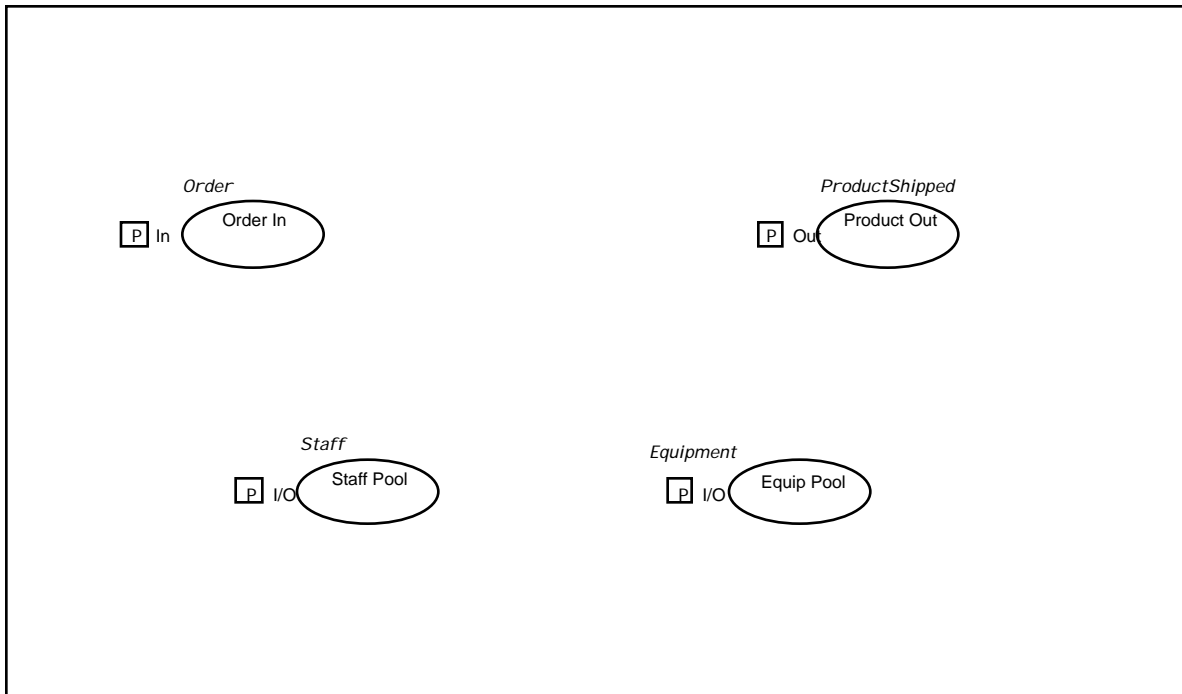 Order
P In Order In
ProductShipped
P Out Product Out
Staff
P I/O Staff Pool
Equipment
P I/O Equip Pool